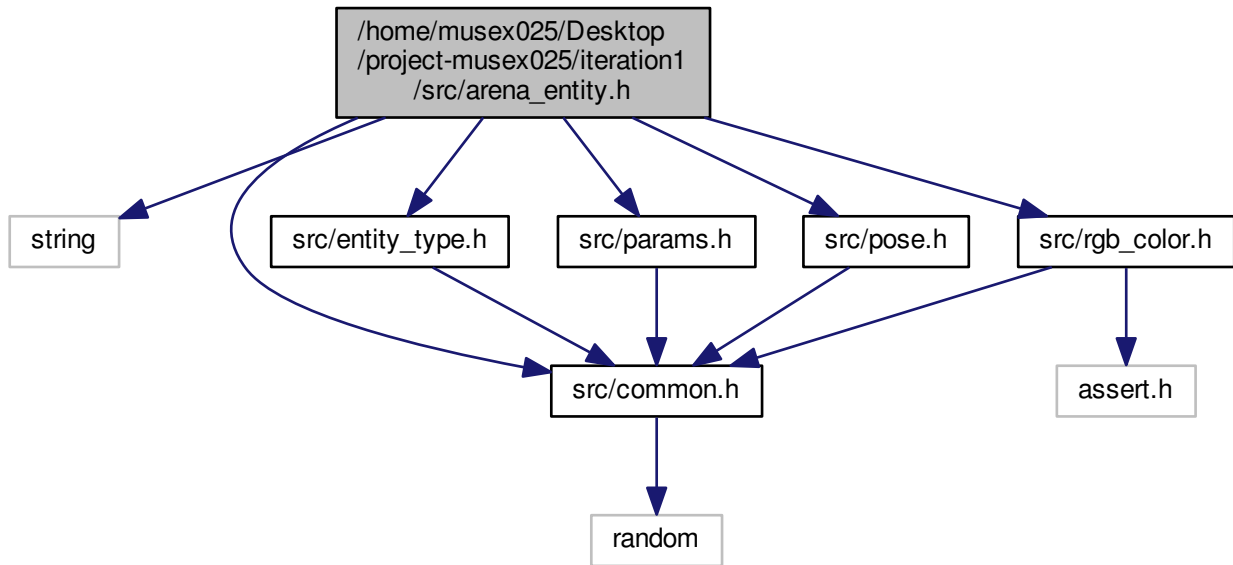 /home/musex025/Desktop
/project-musex025/iteration1
/src/arena_entity.h
string
src/entity_type.h
src/params.h
src/pose.h
src/rgb_color.h
src/common.h
assert.h
random